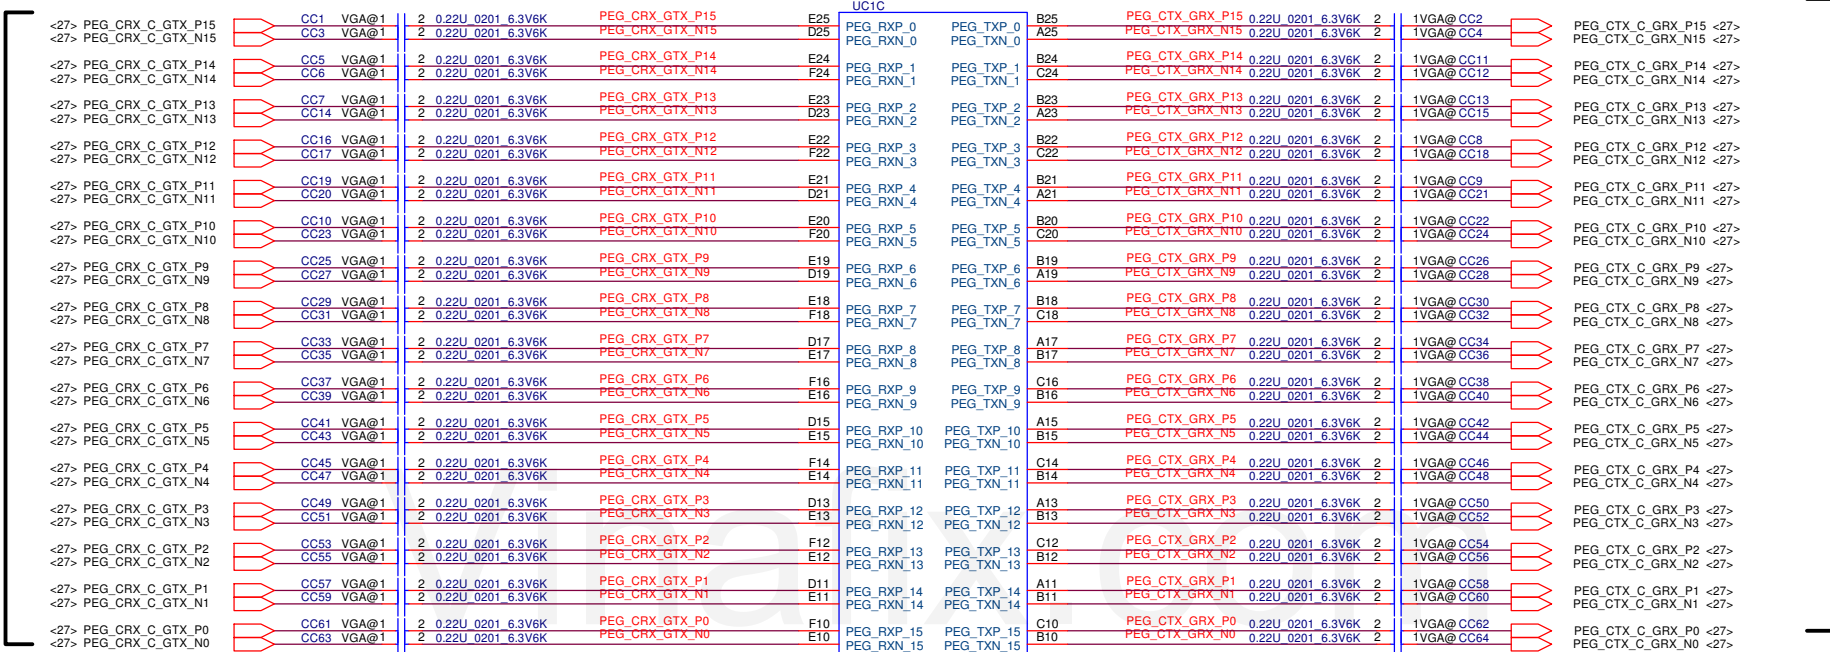 UC1C
<27> PEG_CRX_C_GTX_P15 CC1 VGA@1 2 0.22U_0201_6.3V6K PEG_CRX_GTX_P15 E25 PEG_RXP_0 PEG_TXP_0 B25 PEG_CTX_GRX_P15 0.22U_0201_6.3V6K 2 1VGA@ CC2 PEG_CTX_C_GRX_P15 <27>
<27> PEG_CRX_C_GTX_N15 CC3 VGA@1 2 0.22U_0201_6.3V6K PEG_CRX_GTX_N15 D25 PEG_RXN_0 PEG_TXN_0 A25 PEG_CTX_GRX_N15 0.22U_0201_6.3V6K 2 1VGA@ CC4 PEG_CTX_C_GRX_N15 <27>
<27> PEG_CRX_C_GTX_P14 CC5 VGA@1 2 0.22U_0201_6.3V6K PEG_CRX_GTX_P14 E24 PEG_RXP_1 PEG_TXP_1 B24 PEG_CTX_GRX_P14 0.22U_0201_6.3V6K 2 1VGA@ CC11 PEG_CTX_C_GRX_P14 <27>
<27> PEG_CRX_C_GTX_N14 CC6 VGA@1 2 0.22U_0201_6.3V6K PEG_CRX_GTX_N14 F24 PEG_RXN_1 PEG_TXN_1 C24 PEG_CTX_GRX_N14 0.22U_0201_6.3V6K 2 1VGA@ CC12 PEG_CTX_C_GRX_N14 <27>
<27> PEG_CRX_C_GTX_P13 CC7 VGA@1 2 0.22U_0201_6.3V6K PEG_CRX_GTX_P13 E23 PEG_RXP_2 PEG_TXP_2 B23 PEG_CTX_GRX_P13 0.22U_0201_6.3V6K 2 1VGA@ CC13 PEG_CTX_C_GRX_P13 <27>
<27> PEG_CRX_C_GTX_N13 CC14 VGA@1 2 0.22U_0201_6.3V6K PEG_CRX_GTX_N13 D23 PEG_RXN_2 PEG_TXN_2 A23 PEG_CTX_GRX_N13 0.22U_0201_6.3V6K 2 1VGA@ CC15 PEG_CTX_C_GRX_N13 <27>
<27> PEG_CRX_C_GTX_P12 CC16 VGA@1 2 0.22U_0201_6.3V6K PEG_CRX_GTX_P12 E22 PEG_RXP_3 PEG_TXP_3 B22 PEG_CTX_GRX_P12 0.22U_0201_6.3V6K 2 1VGA@ CC8 PEG_CTX_C_GRX_P12 <27>
<27> PEG_CRX_C_GTX_N12 CC17 VGA@1 2 0.22U_0201_6.3V6K PEG_CRX_GTX_N12 F22 PEG_RXN_3 PEG_TXN_3 C22 PEG_CTX_GRX_N12 0.22U_0201_6.3V6K 2 1VGA@ CC18 PEG_CTX_C_GRX_N12 <27>
<27> PEG_CRX_C_GTX_P11 CC19 VGA@1 2 0.22U_0201_6.3V6K PEG_CRX_GTX_P11 E21 PEG_RXP_4 PEG_TXP_4 B21 PEG_CTX_GRX_P11 0.22U_0201_6.3V6K 2 1VGA@ CC9 PEG_CTX_C_GRX_P11 <27>
<27> PEG_CRX_C_GTX_N11 CC20 VGA@1 2 0.22U_0201_6.3V6K PEG_CRX_GTX_N11 D21 PEG_RXN_4 PEG_TXN_4 A21 PEG_CTX_GRX_N11 0.22U_0201_6.3V6K 2 1VGA@ CC21 PEG_CTX_C_GRX_N11 <27>
<27> PEG_CRX_C_GTX_P10 CC10 VGA@1 2 0.22U_0201_6.3V6K PEG_CRX_GTX_P10 E20 PEG_RXP_5 PEG_TXP_5 B20 PEG_CTX_GRX_P10 0.22U_0201_6.3V6K 2 1VGA@ CC22 PEG_CTX_C_GRX_P10 <27>
<27> PEG_CRX_C_GTX_N10 CC23 VGA@1 2 0.22U_0201_6.3V6K PEG_CRX_GTX_N10 F20 PEG_RXN_5 PEG_TXN_5 C20 PEG_CTX_GRX_N10 0.22U_0201_6.3V6K 2 1VGA@ CC24 PEG_CTX_C_GRX_N10 <27>
<27> PEG_CRX_C_GTX_P9 CC25 VGA@1 2 0.22U_0201_6.3V6K PEG_CRX_GTX_P9 E19 PEG_RXP_6 PEG_TXP_6 B19 PEG_CTX_GRX_P9 0.22U_0201_6.3V6K 2 1VGA@ CC26 PEG_CTX_C_GRX_P9 <27>
<27> PEG_CRX_C_GTX_N9 CC27 VGA@1 2 0.22U_0201_6.3V6K PEG_CRX_GTX_N9 D19 PEG_RXN_6 PEG_TXN_6 A19 PEG_CTX_GRX_N9 0.22U_0201_6.3V6K 2 1VGA@ CC28 PEG_CTX_C_GRX_N9 <27>
<27> PEG_CRX_C_GTX_P8 CC29 VGA@1 2 0.22U_0201_6.3V6K PEG_CRX_GTX_P8 E18 PEG_RXP_7 PEG_TXP_7 B18 PEG_CTX_GRX_P8 0.22U_0201_6.3V6K 2 1VGA@ CC30 PEG_CTX_C_GRX_P8 <27>
<27> PEG_CRX_C_GTX_N8 CC31 VGA@1 2 0.22U_0201_6.3V6K PEG_CRX_GTX_N8 F18 PEG_RXN_7 PEG_TXN_7 C18 PEG_CTX_GRX_N8 0.22U_0201_6.3V6K 2 1VGA@ CC32 PEG_CTX_C_GRX_N8 <27>
<27> PEG_CRX_C_GTX_P7 CC33 VGA@1 2 0.22U_0201_6.3V6K PEG_CRX_GTX_P7 D17 PEG_RXP_8 PEG_TXP_8 A17 PEG_CTX_GRX_P7 0.22U_0201_6.3V6K 2 1VGA@ CC34 PEG_CTX_C_GRX_P7 <27>
<27> PEG_CRX_C_GTX_N7 CC35 VGA@1 2 0.22U_0201_6.3V6K PEG_CRX_GTX_N7 E17 PEG_RXN_8 PEG_TXN_8 B17 PEG_CTX_GRX_N7 0.22U_0201_6.3V6K 2 1VGA@ CC36 PEG_CTX_C_GRX_N7 <27>
<27> PEG_CRX_C_GTX_P6 CC37 VGA@1 2 0.22U_0201_6.3V6K PEG_CRX_GTX_P6 F16 PEG_RXP_9 PEG_TXP_9 C16 PEG_CTX_GRX_P6 0.22U_0201_6.3V6K 2 1VGA@ CC38 PEG_CTX_C_GRX_P6 <27>
<27> PEG_CRX_C_GTX_N6 CC39 VGA@1 2 0.22U_0201_6.3V6K PEG_CRX_GTX_N6 E16 PEG_RXN_9 PEG_TXN_9 B16 PEG_CTX_GRX_N6 0.22U_0201_6.3V6K 2 1VGA@ CC40 PEG_CTX_C_GRX_N6 <27>
<27> PEG_CRX_C_GTX_P5 CC41 VGA@1 2 0.22U_0201_6.3V6K PEG_CRX_GTX_P5 D15 PEG_RXP_10 PEG_TXP_10 A15 PEG_CTX_GRX_P5 0.22U_0201_6.3V6K 2 1VGA@ CC42 PEG_CTX_C_GRX_P5 <27>
<27> PEG_CRX_C_GTX_N5 CC43 VGA@1 2 0.22U_0201_6.3V6K PEG_CRX_GTX_N5 E15 PEG_RXN_10 PEG_TXN_10 B15 PEG_CTX_GRX_N5 0.22U_0201_6.3V6K 2 1VGA@ CC44 PEG_CTX_C_GRX_N5 <27>
<27> PEG_CRX_C_GTX_P4 CC45 VGA@1 2 0.22U_0201_6.3V6K PEG_CRX_GTX_P4 F14 PEG_RXP_11 PEG_TXP_11 C14 PEG_CTX_GRX_P4 0.22U_0201_6.3V6K 2 1VGA@ CC46 PEG_CTX_C_GRX_P4 <27>
<27> PEG_CRX_C_GTX_N4 CC47 VGA@1 2 0.22U_0201_6.3V6K PEG_CRX_GTX_N4 E14 PEG_RXN_11 PEG_TXN_11 B14 PEG_CTX_GRX_N4 0.22U_0201_6.3V6K 2 1VGA@ CC48 PEG_CTX_C_GRX_N4 <27>
<27> PEG_CRX_C_GTX_P3 CC49 VGA@1 2 0.22U_0201_6.3V6K PEG_CRX_GTX_P3 D13 PEG_RXP_12 PEG_TXP_12 A13 PEG_CTX_GRX_P3 0.22U_0201_6.3V6K 2 1VGA@ CC50 PEG_CTX_C_GRX_P3 <27>
<27> PEG_CRX_C_GTX_N3 CC51 VGA@1 2 0.22U_0201_6.3V6K PEG_CRX_GTX_N3 E13 PEG_RXN_12 PEG_TXN_12 B13 PEG_CTX_GRX_N3 0.22U_0201_6.3V6K 2 1VGA@ CC52 PEG_CTX_C_GRX_N3 <27>
<27> PEG_CRX_C_GTX_P2 CC53 VGA@1 2 0.22U_0201_6.3V6K PEG_CRX_GTX_P2 F12 PEG_RXP_13 PEG_TXP_13 C12 PEG_CTX_GRX_P2 0.22U_0201_6.3V6K 2 1VGA@ CC54 PEG_CTX_C_GRX_P2 <27>
<27> PEG_CRX_C_GTX_N2 CC55 VGA@1 2 0.22U_0201_6.3V6K PEG_CRX_GTX_N2 E12 PEG_RXN_13 PEG_TXN_13 B12 PEG_CTX_GRX_N2 0.22U_0201_6.3V6K 2 1VGA@ CC56 PEG_CTX_C_GRX_N2 <27>
<27> PEG_CRX_C_GTX_P1 CC57 VGA@1 2 0.22U_0201_6.3V6K PEG_CRX_GTX_P1 D11 PEG_RXP_14 PEG_TXP_14 A11 PEG_CTX_GRX_P1 0.22U_0201_6.3V6K 2 1VGA@ CC58 PEG_CTX_C_GRX_P1 <27>
<27> PEG_CRX_C_GTX_N1 CC59 VGA@1 2 0.22U_0201_6.3V6K PEG_CRX_GTX_N1 E11 PEG_RXN_14 PEG_TXN_14 B11 PEG_CTX_GRX_N1 0.22U_0201_6.3V6K 2 1VGA@ CC60 PEG_CTX_C_GRX_N1 <27>
<27> PEG_CRX_C_GTX_P0 CC61 VGA@1 2 0.22U_0201_6.3V6K PEG_CRX_GTX_P0 F10 PEG_RXP_15 PEG_TXP_15 C10 PEG_CTX_GRX_P0 0.22U_0201_6.3V6K 2 1VGA@ CC62 PEG_CTX_C_GRX_P0 <27>
<27> PEG_CRX_C_GTX_N0 CC63 VGA@1 2 0.22U_0201_6.3V6K PEG_CRX_GTX_N0 E10 PEG_RXN_15 PEG_TXN_15 B10 PEG_CTX_GRX_N0 0.22U_0201_6.3V6K 2 1VGA@ CC64 PEG_CTX_C_GRX_N0 <27>
Vinafix.com